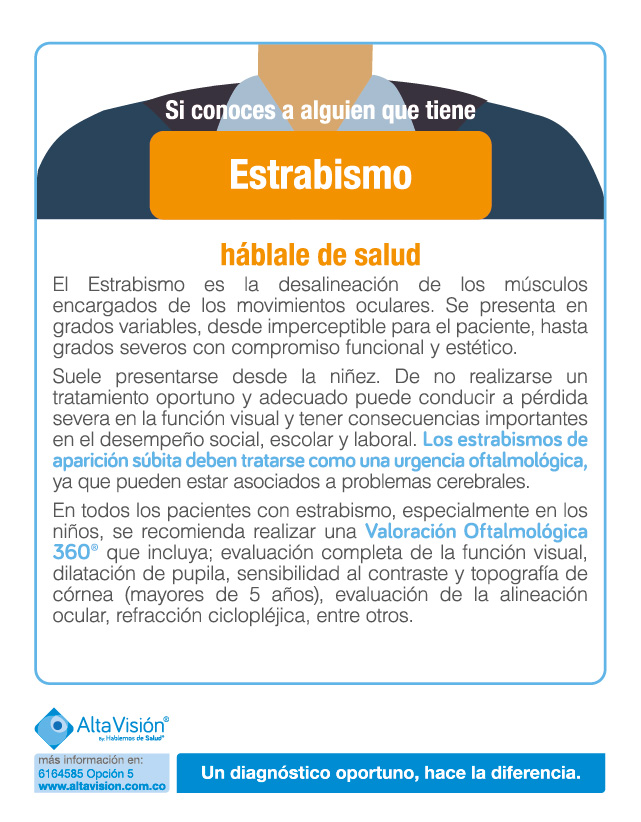 Si conoces a alguien que tiene
Estrabismo
háblale de salud
El Estrabismo es la desalineación de los músculos
encargados de los movimientos oculares. Se presenta en
grados variables, desde imperceptible para el paciente, hasta
grados severos con compromiso funcional y estético.
Suele presentarse desde la niñez. De no realizarse un
tratamiento oportuno y adecuado puede conducir a pérdida
severa en la función visual y tener consecuencias importantes
en el desempeño social, escolar y laboral. Los estrabismos de
aparición súbita deben tratarse como una urgencia oftalmológica,
ya que pueden estar asociados a problemas cerebrales.
En todos los pacientes con estrabismo, especialmente en los
niños, se recomienda realizar una Valoración Oftalmológica
360® que incluya; evaluación completa de la función visual,
dilatación de pupila, sensibilidad al contraste y topografía de
córnea (mayores de 5 años), evaluación de la alineación
ocular, refracción ciclopléjica, entre otros.
AltaVisión®
By: Hablemos de Salud®
más información en:
6164585 Opción 5
www.altavision.com.co
Un diagnóstico oportuno, hace la diferencia.